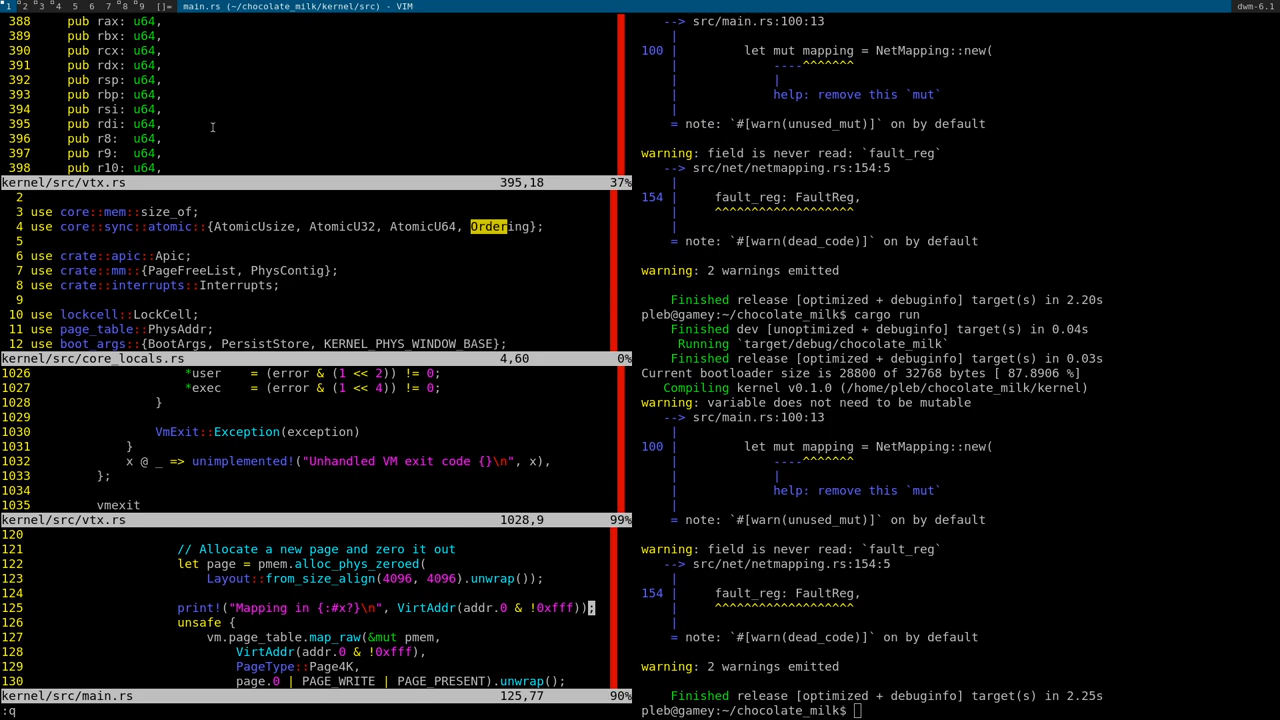 1 2 3 4 5 6 7 8 9 []= main.rs (~/chocolate_milk/kernel/src) - VIM dwm-6.1
388     pub rax: u64,
389     pub rbx: u64,
390     pub rcx: u64,
391     pub rdx: u64,
392     pub rsp: u64,
393     pub rbp: u64,
394     pub rsi: u64,
395     pub rdi: u64,
396     pub r8:  u64,
397     pub r9:  u64,
398     pub r10: u64,
kernel/src/vtx.rs 395,18 37%
2
3 use core::mem::size_of;
4 use core::sync::atomic::{AtomicUsize, AtomicU32, AtomicU64, Ordering};
5
6 use crate::apic::Apic;
7 use crate::mm::{PageFreeList, PhysContig};
8 use crate::interrupts::Interrupts;
9
10 use lockcell::LockCell;
11 use page_table::PhysAddr;
12 use boot_args::{BootArgs, PersistStore, KERNEL_PHYS_WINDOW_BASE};
kernel/src/core_locals.rs 4,60 0%
1026                     *user    = (error & (1 << 2)) != 0;
1027                     *exec    = (error & (1 << 4)) != 0;
1028                 }
1029
1030                 VmExit::Exception(exception)
1031             }
1032             x @ _ => unimplemented!("Unhandled VM exit code {}\n", x),
1033         };
1034
1035         vmexit
kernel/src/vtx.rs 1028,9 99%
120
121                     // Allocate a new page and zero it out
122                     let page = pmem.alloc_phys_zeroed(
123                         Layout::from_size_align(4096, 4096).unwrap());
124
125                     print!("Mapping in {:#x?}\n", VirtAddr(addr.0 & !0xfff));
126                     unsafe {
127                         vm.page_table.map_raw(&mut pmem,
128                             VirtAddr(addr.0 & !0xfff),
129                             PageType::Page4K,
130                             page.0 | PAGE_WRITE | PAGE_PRESENT).unwrap();
kernel/src/main.rs 125,77 90%
:q
--> src/main.rs:100:13
|
100 |         let mut mapping = NetMapping::new(
|             ----^^^^^^^
|             |
|             help: remove this `mut`
|
= note: `#[warn(unused_mut)]` on by default
warning: field is never read: `fault_reg`
--> src/net/netmapping.rs:154:5
|
154 |     fault_reg: FaultReg,
|     ^^^^^^^^^^^^^^^^^^^
|
= note: `#[warn(dead_code)]` on by default
warning: 2 warnings emitted
Finished release [optimized + debuginfo] target(s) in 2.20s
pleb@gamey:~/chocolate_milk$ cargo run
Finished dev [unoptimized + debuginfo] target(s) in 0.04s
Running `target/debug/chocolate_milk`
Finished release [optimized + debuginfo] target(s) in 0.03s
Current bootloader size is 28800 of 32768 bytes [ 87.8906 %]
Compiling kernel v0.1.0 (/home/pleb/chocolate_milk/kernel)
warning: variable does not need to be mutable
--> src/main.rs:100:13
|
100 |         let mut mapping = NetMapping::new(
|             ----^^^^^^^
|             |
|             help: remove this `mut`
|
= note: `#[warn(unused_mut)]` on by default
warning: field is never read: `fault_reg`
--> src/net/netmapping.rs:154:5
|
154 |     fault_reg: FaultReg,
|     ^^^^^^^^^^^^^^^^^^^
|
= note: `#[warn(dead_code)]` on by default
warning: 2 warnings emitted
Finished release [optimized + debuginfo] target(s) in 2.25s
pleb@gamey:~/chocolate_milk$